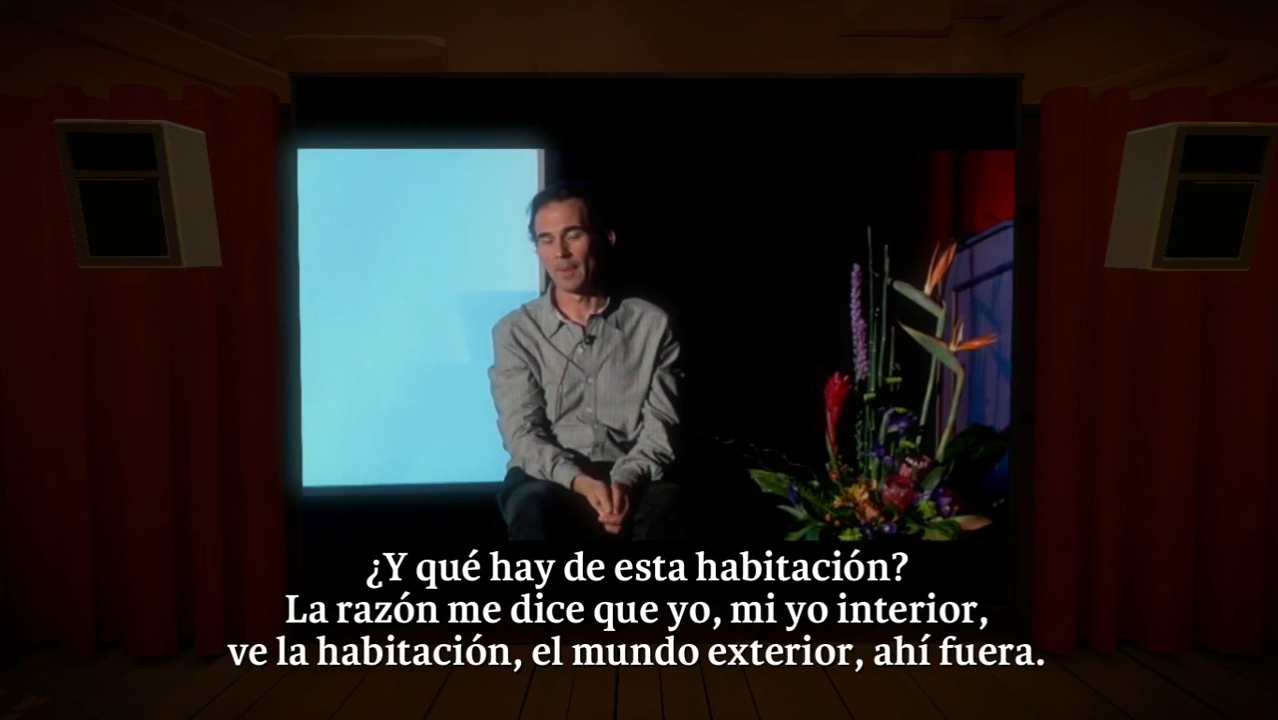 ¿Y qué hay de esta habitación?
La razón me dice que yo, mi yo interior,
ve la habitación, el mundo exterior, ahí fuera.